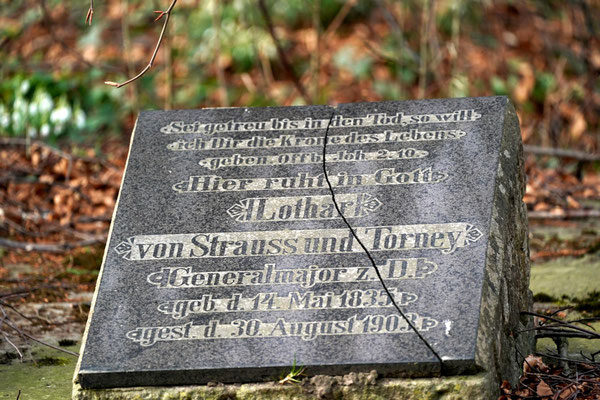 Sei getreu bis in den Tod, so will
ich Dir die Krone des Lebens
geben. Off b. Joh. 2. 10.
Hier ruht in Gott
Lothar
von Strauss und Torney
Generalmajor z. D.
geb. d. 14. Mai 1835
gest. d. 30. August 1903.